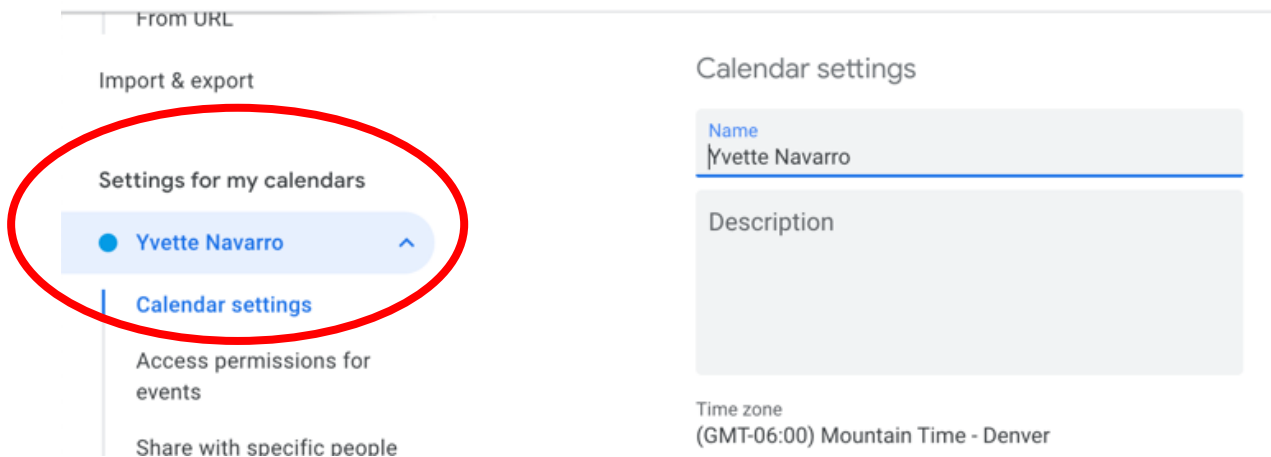 From URL
Import & export
Settings for my calendars
Yvette Navarro
Calendar settings
Access permissions for
events
Share with specific people
Calendar settings
Name
Yvette Navarro
Description
Time zone
(GMT-06:00) Mountain Time - Denver